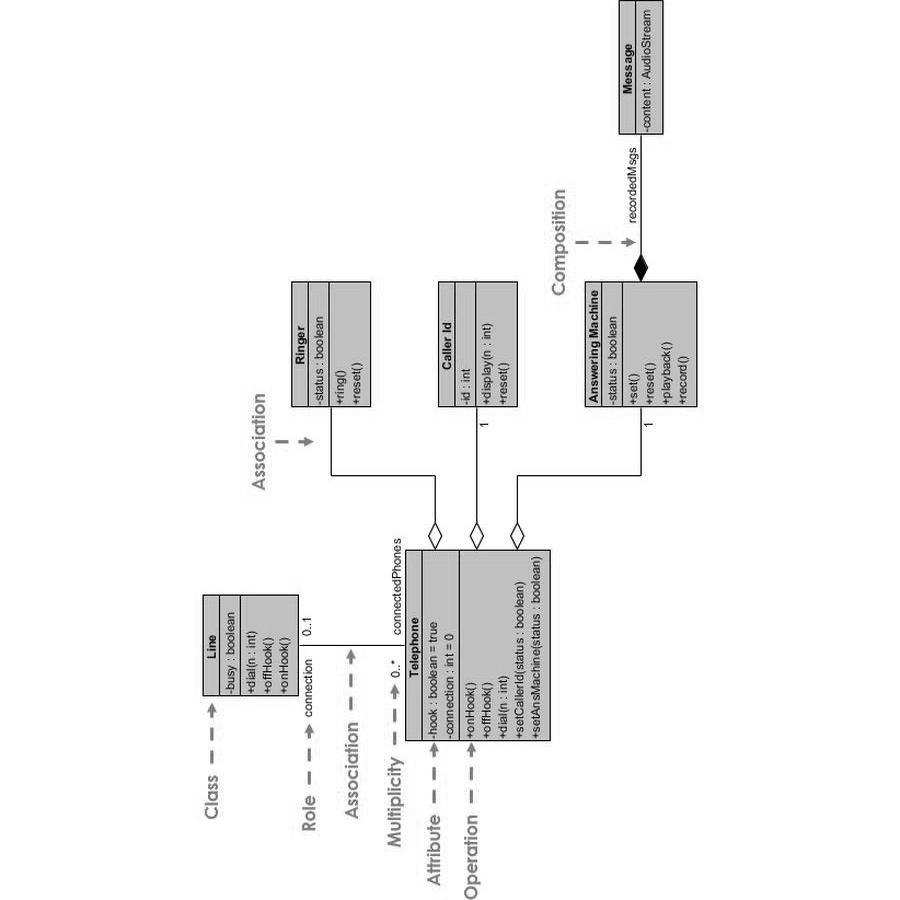 Class
Role
Association
Multiplicity
Attribute
Operation
Line
-busy : boolean
+dial(n : int)
+offHook()
+onHook()
0..1
connection
0..*
connectedPhones
Telephone
-hook : boolean = true
-connection : int = 0
+onHook()
+offHook()
+dial(n : int)
+setCallerId(status : boolean)
+setAnsMachine(status : boolean)
Association
Ringer
-status : boolean
+ring()
+reset()
Caller Id
-id : int
+display(n : int)
+reset()
1
Answering Machine
-status : boolean
+set()
+reset()
+playback()
+record()
1
Composition
recordedMsgs
Message
-content : AudioStream